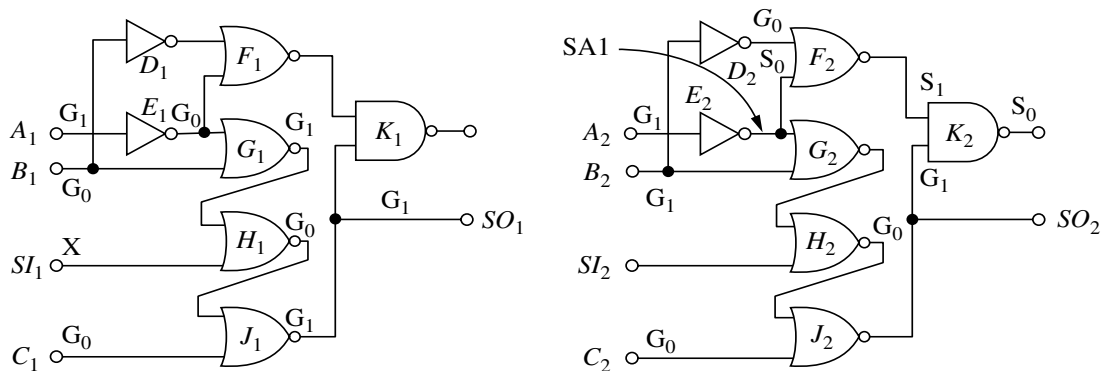 G₀
SA1
F₁
S₀
F₂
D₁
D₂
S₁
G₁
E₁
G₀
E₂
S₀
A₁
G₁
K₁
A₂
G₁
K₂
G₁
G₂
B₁
G₀
B₂
G₁
G₁
G₁
SO₁
SO₂
X
H₁
G₀
H₂
G₀
SI₁
SI₂
G₀
J₁
G₁
G₀
J₂
C₁
C₂